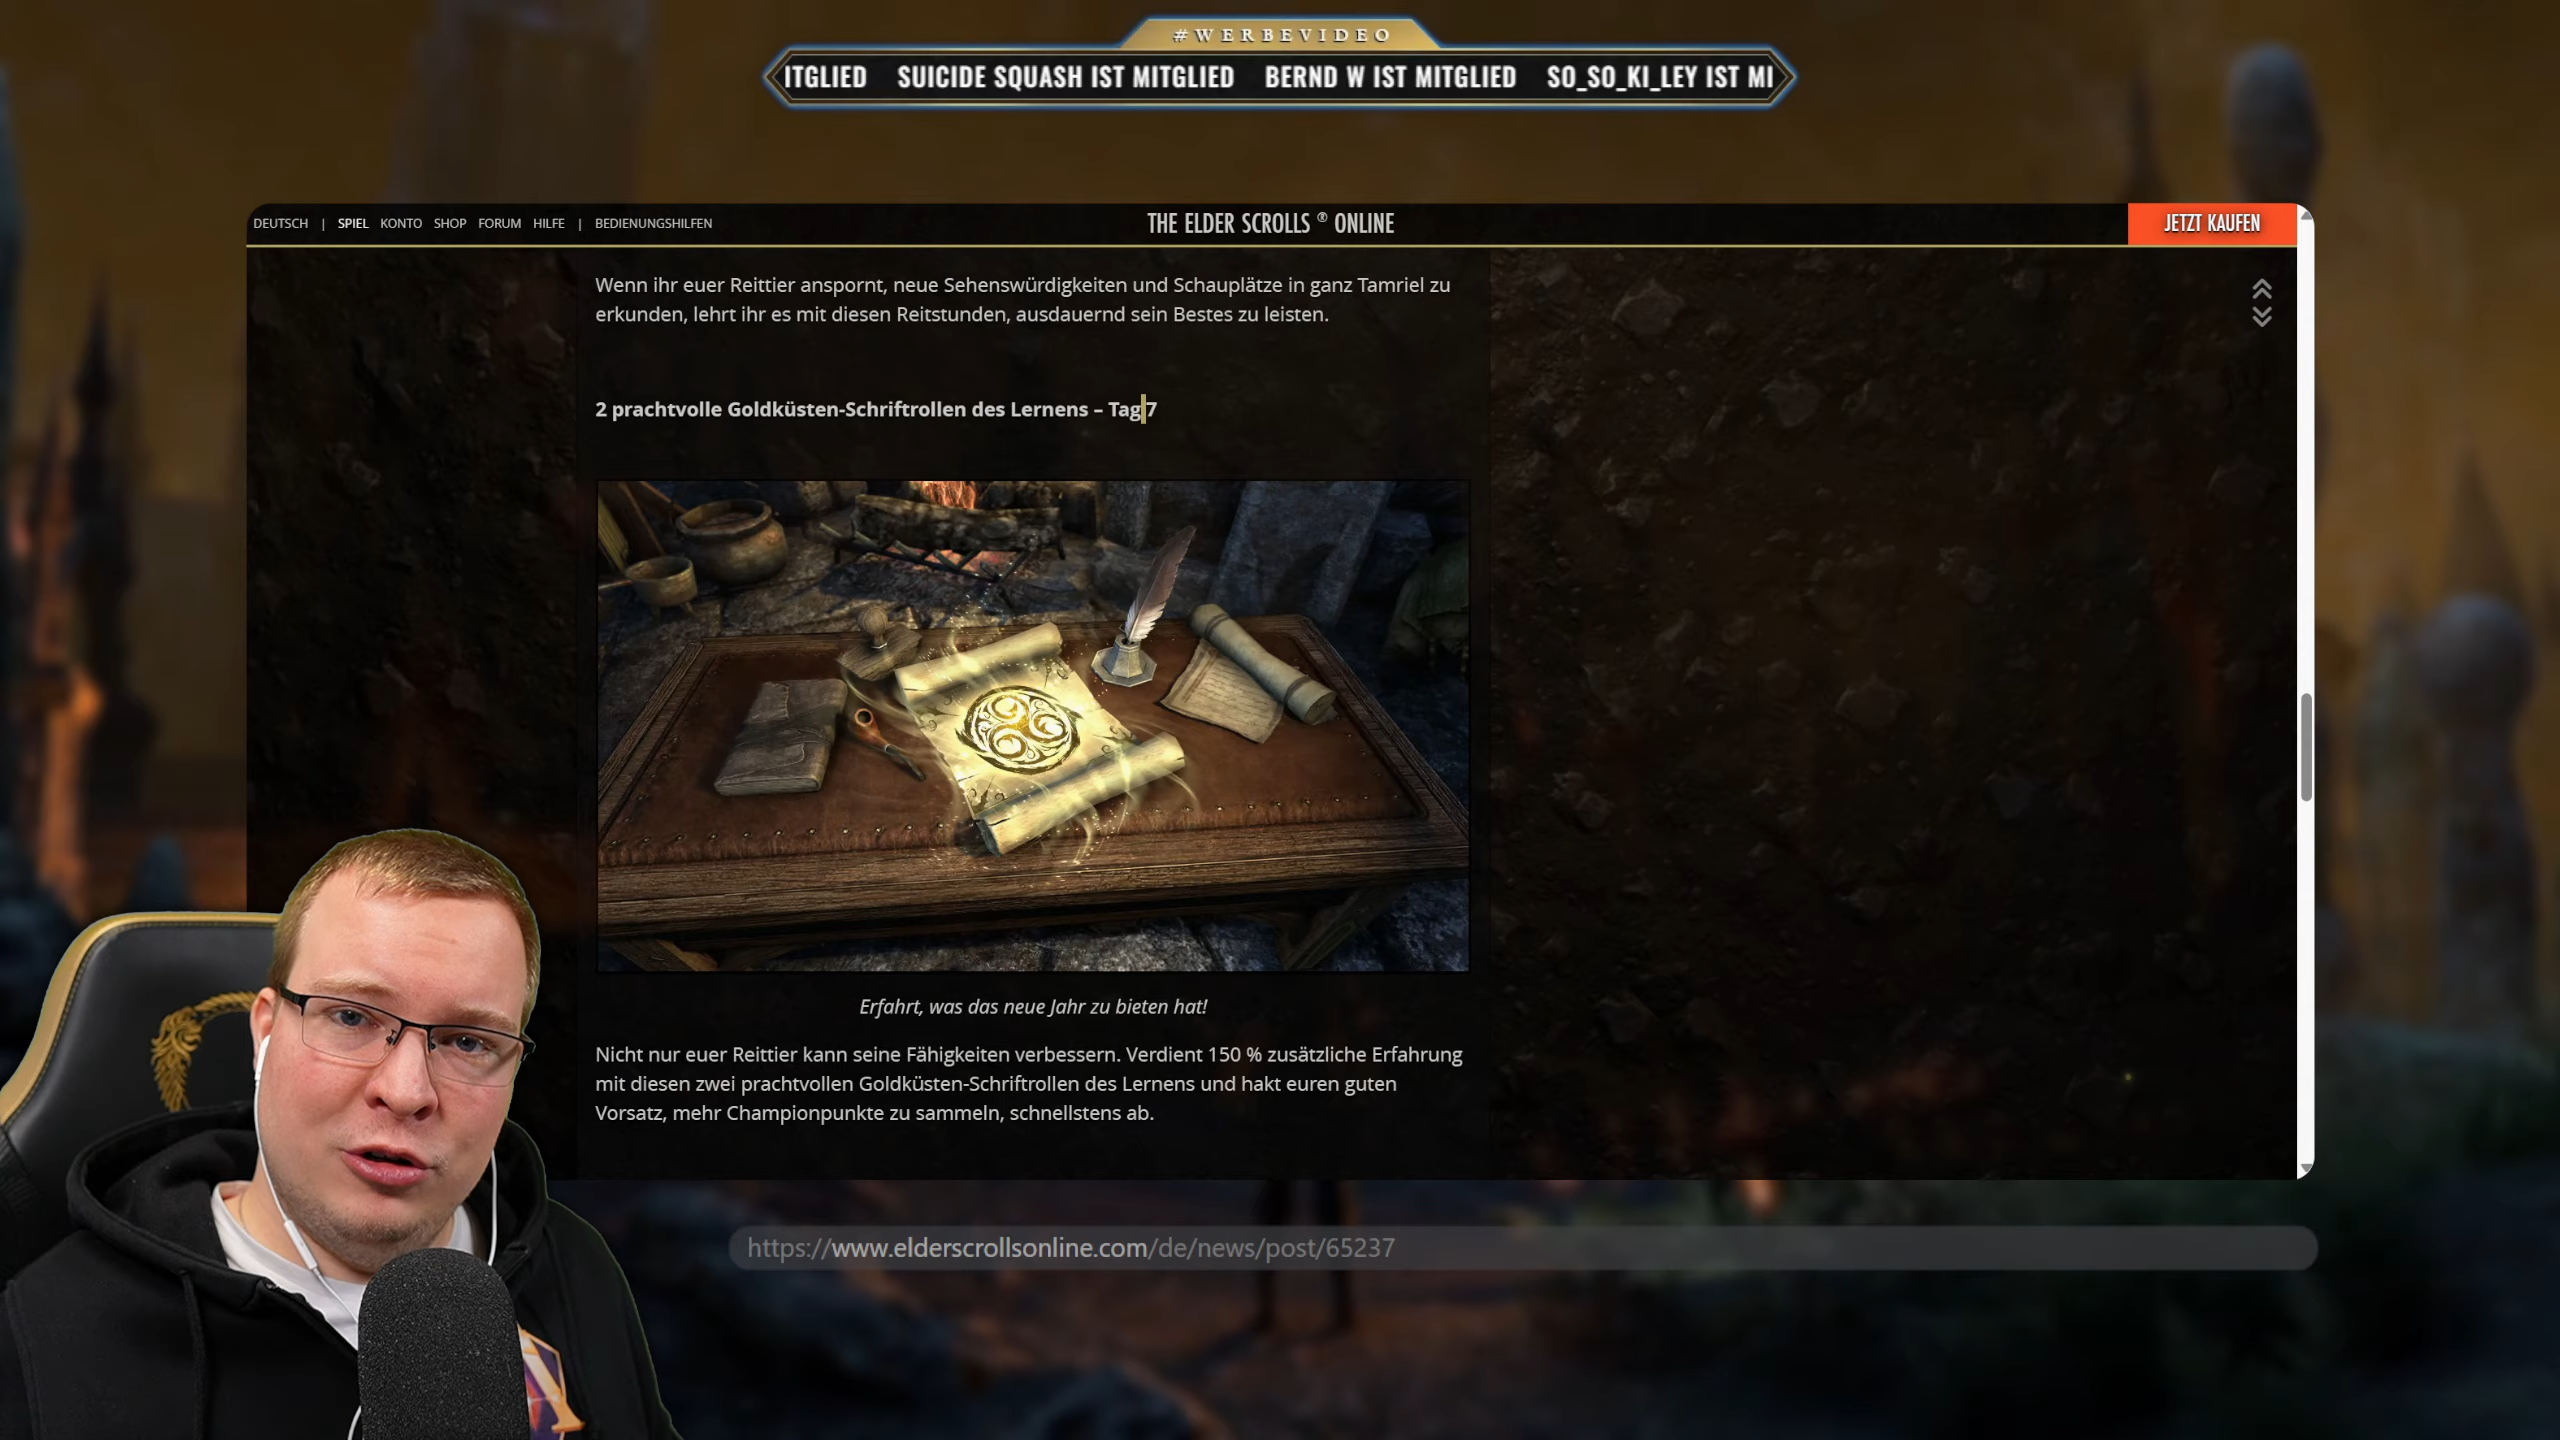 #WERBEVIDEO
ITGLIED SUICIDE SQUASH IST MITGLIED BERND W IST MITGLIED SO_SO_KI_LEY IST MI
DEUTSCH | SPIEL KONTO SHOP FORUM HILFE | BEDIENUNGSHILFEN
THE ELDER SCROLLS ® ONLINE
JETZT KAUFEN
Wenn ihr euer Reittier anspornt, neue Sehenswürdigkeiten und Schauplätze in ganz Tamriel zu
erkunden, lehrt ihr es mit diesen Reitstunden, ausdauernd sein Bestes zu leisten.
2 prachtvolle Goldküsten-Schriftrollen des Lernens – Tag 7
Erfahrt, was das neue Jahr zu bieten hat!
Nicht nur euer Reittier kann seine Fähigkeiten verbessern. Verdient 150 % zusätzliche Erfahrung
mit diesen zwei prachtvollen Goldküsten-Schriftrollen des Lernens und hakt euren guten
Vorsatz, mehr Championpunkte zu sammeln, schnellstens ab.
https://www.elderscrollsonline.com/de/news/post/65237